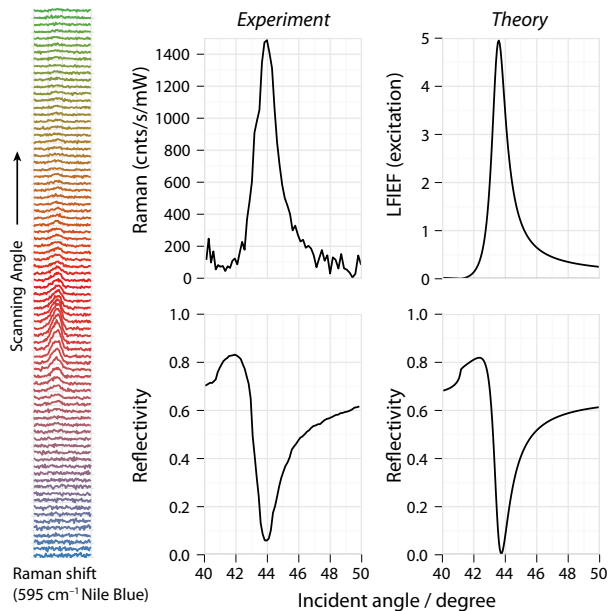 Experiment
Theory
Scanning Angle
Raman shift
(595 cm⁻¹ Nile Blue)
Raman (cnts/s/mW)
1400
1200
1000
800
600
400
200
0
LFIEF (excitation)
5
4
3
2
1
0
Reflectivity
1.0
0.8
0.6
0.4
0.2
0.0
40 42 44 46 48 50
Reflectivity
1.0
0.8
0.6
0.4
0.2
0.0
40 42 44 46 48 50
Incident angle / degree